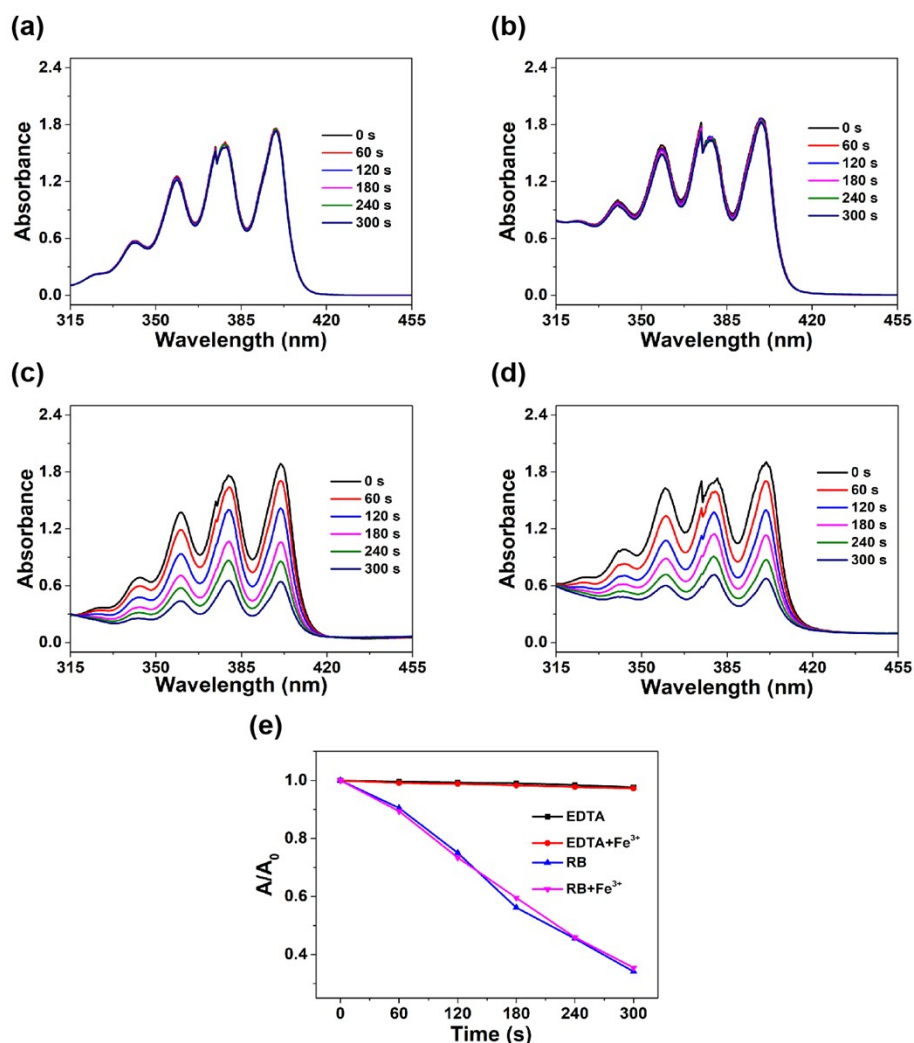 (a)
2.4
1.8
1.2
0.6
0.0
Absorbance
0 s
60 s
120 s
180 s
240 s
300 s
315
350
385
420
455
Wavelength (nm)
(b)
2.4
1.8
1.2
0.6
0.0
Absorbance
0 s
60 s
120 s
180 s
240 s
300 s
315
350
385
420
455
Wavelength (nm)
(c)
2.4
1.8
1.2
0.6
0.0
Absorbance
0 s
60 s
120 s
180 s
240 s
300 s
315
350
385
420
455
Wavelength (nm)
(d)
2.4
1.8
1.2
0.6
0.0
Absorbance
0 s
60 s
120 s
180 s
240 s
300 s
315
350
385
420
455
Wavelength (nm)
(e)
1.0
0.8
0.6
0.4
A/A₀
EDTA
EDTA+Fe³⁺
RB
RB+Fe³⁺
0
60
120
180
240
300
Time (s)